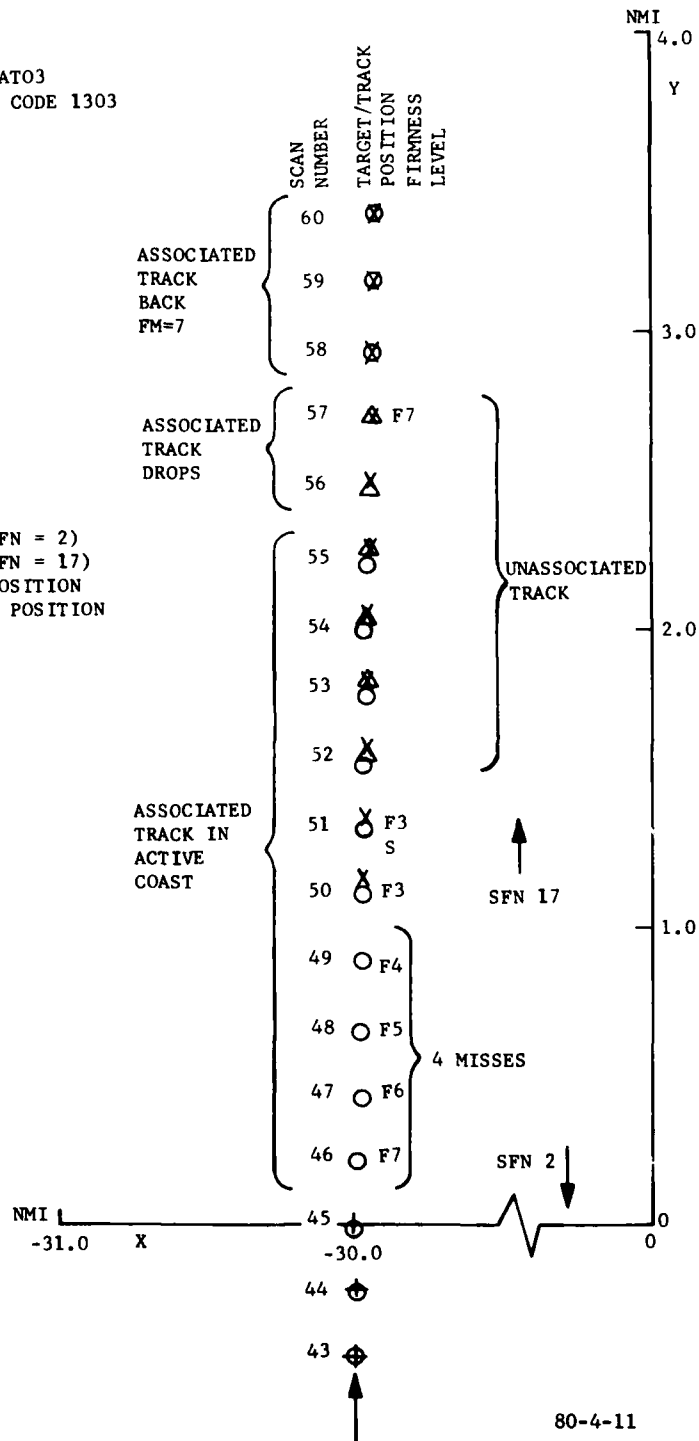 NMI
4.0
Y
ATO3
CODE 1303
SCAN
NUMBER
TARGET/TRACK
POSITION
FIRMNESS
LEVEL
60
ASSOCIATED
TRACK
BACK
FM=7
59
58
3.0
57
F7
ASSOCIATED
TRACK
DROPS
56
FN = 2)
FN = 17)
OSITION
POSITION
55
UNASSOCIATED
TRACK
54
2.0
53
52
ASSOCIATED
TRACK IN
ACTIVE
COAST
51
F3
S
50
F3
SFN 17
1.0
49
F4
48
F5
4 MISSES
47
F6
46
F7
SFN 2
NMI
45
0
-31.0
X
-30.0
0
44
43
80-4-11